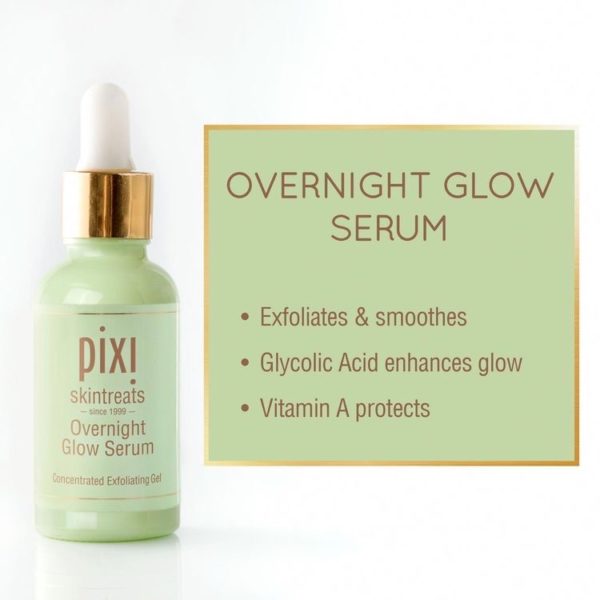 pixi
skintreats
– since 1999 –
Overnight
Glow Serum
Concentrated Exfoliating Gel
OVERNIGHT GLOW
SERUM
• Exfoliates & smoothes
• Glycolic Acid enhances glow
• Vitamin A protects